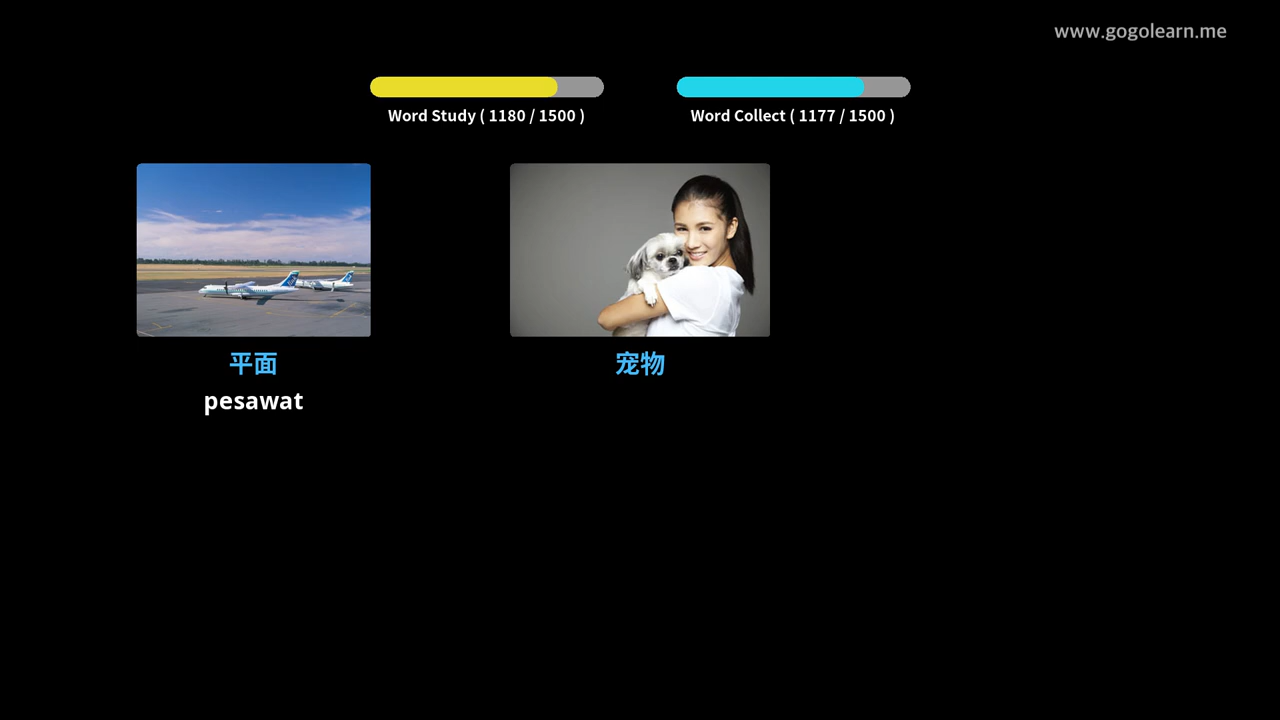 www.gogolearn.me
Word Study ( 1180 / 1500 )
Word Collect ( 1177 / 1500 )
平面
宠物
pesawat